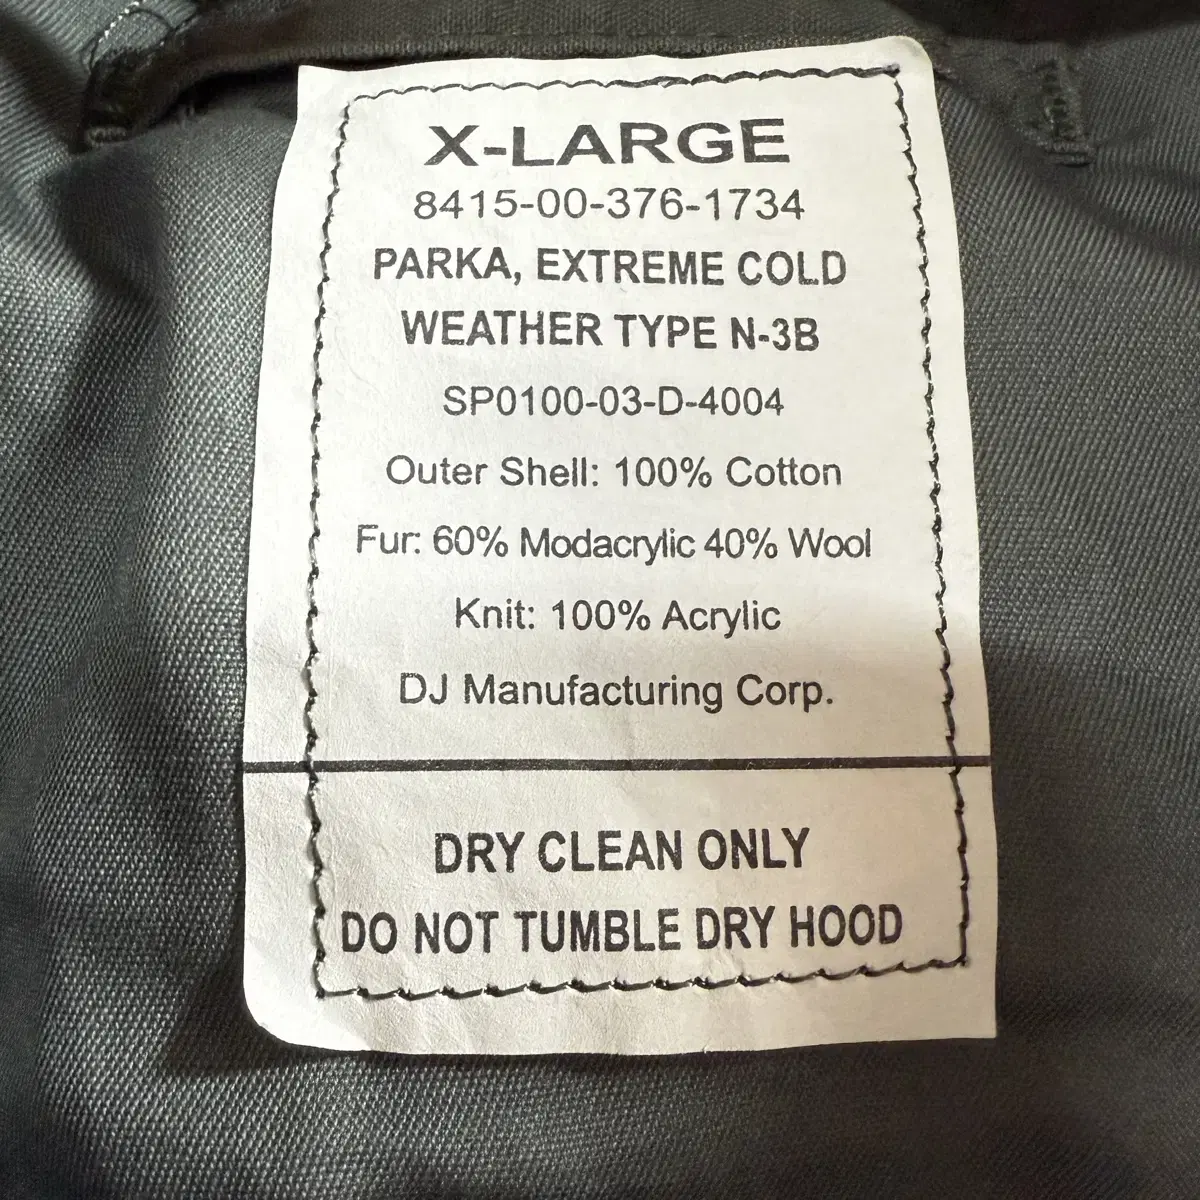 X-LARGE
8415-00-376-1734
PARKA, EXTREME COLD
WEATHER TYPE N-3B
SP0100-03-D-4004
Outer Shell: 100% Cotton
Fur: 60% Modacrylic 40% Wool
Knit: 100% Acrylic
DJ Manufacturing Corp.
DRY CLEAN ONLY
DO NOT TUMBLE DRY HOOD